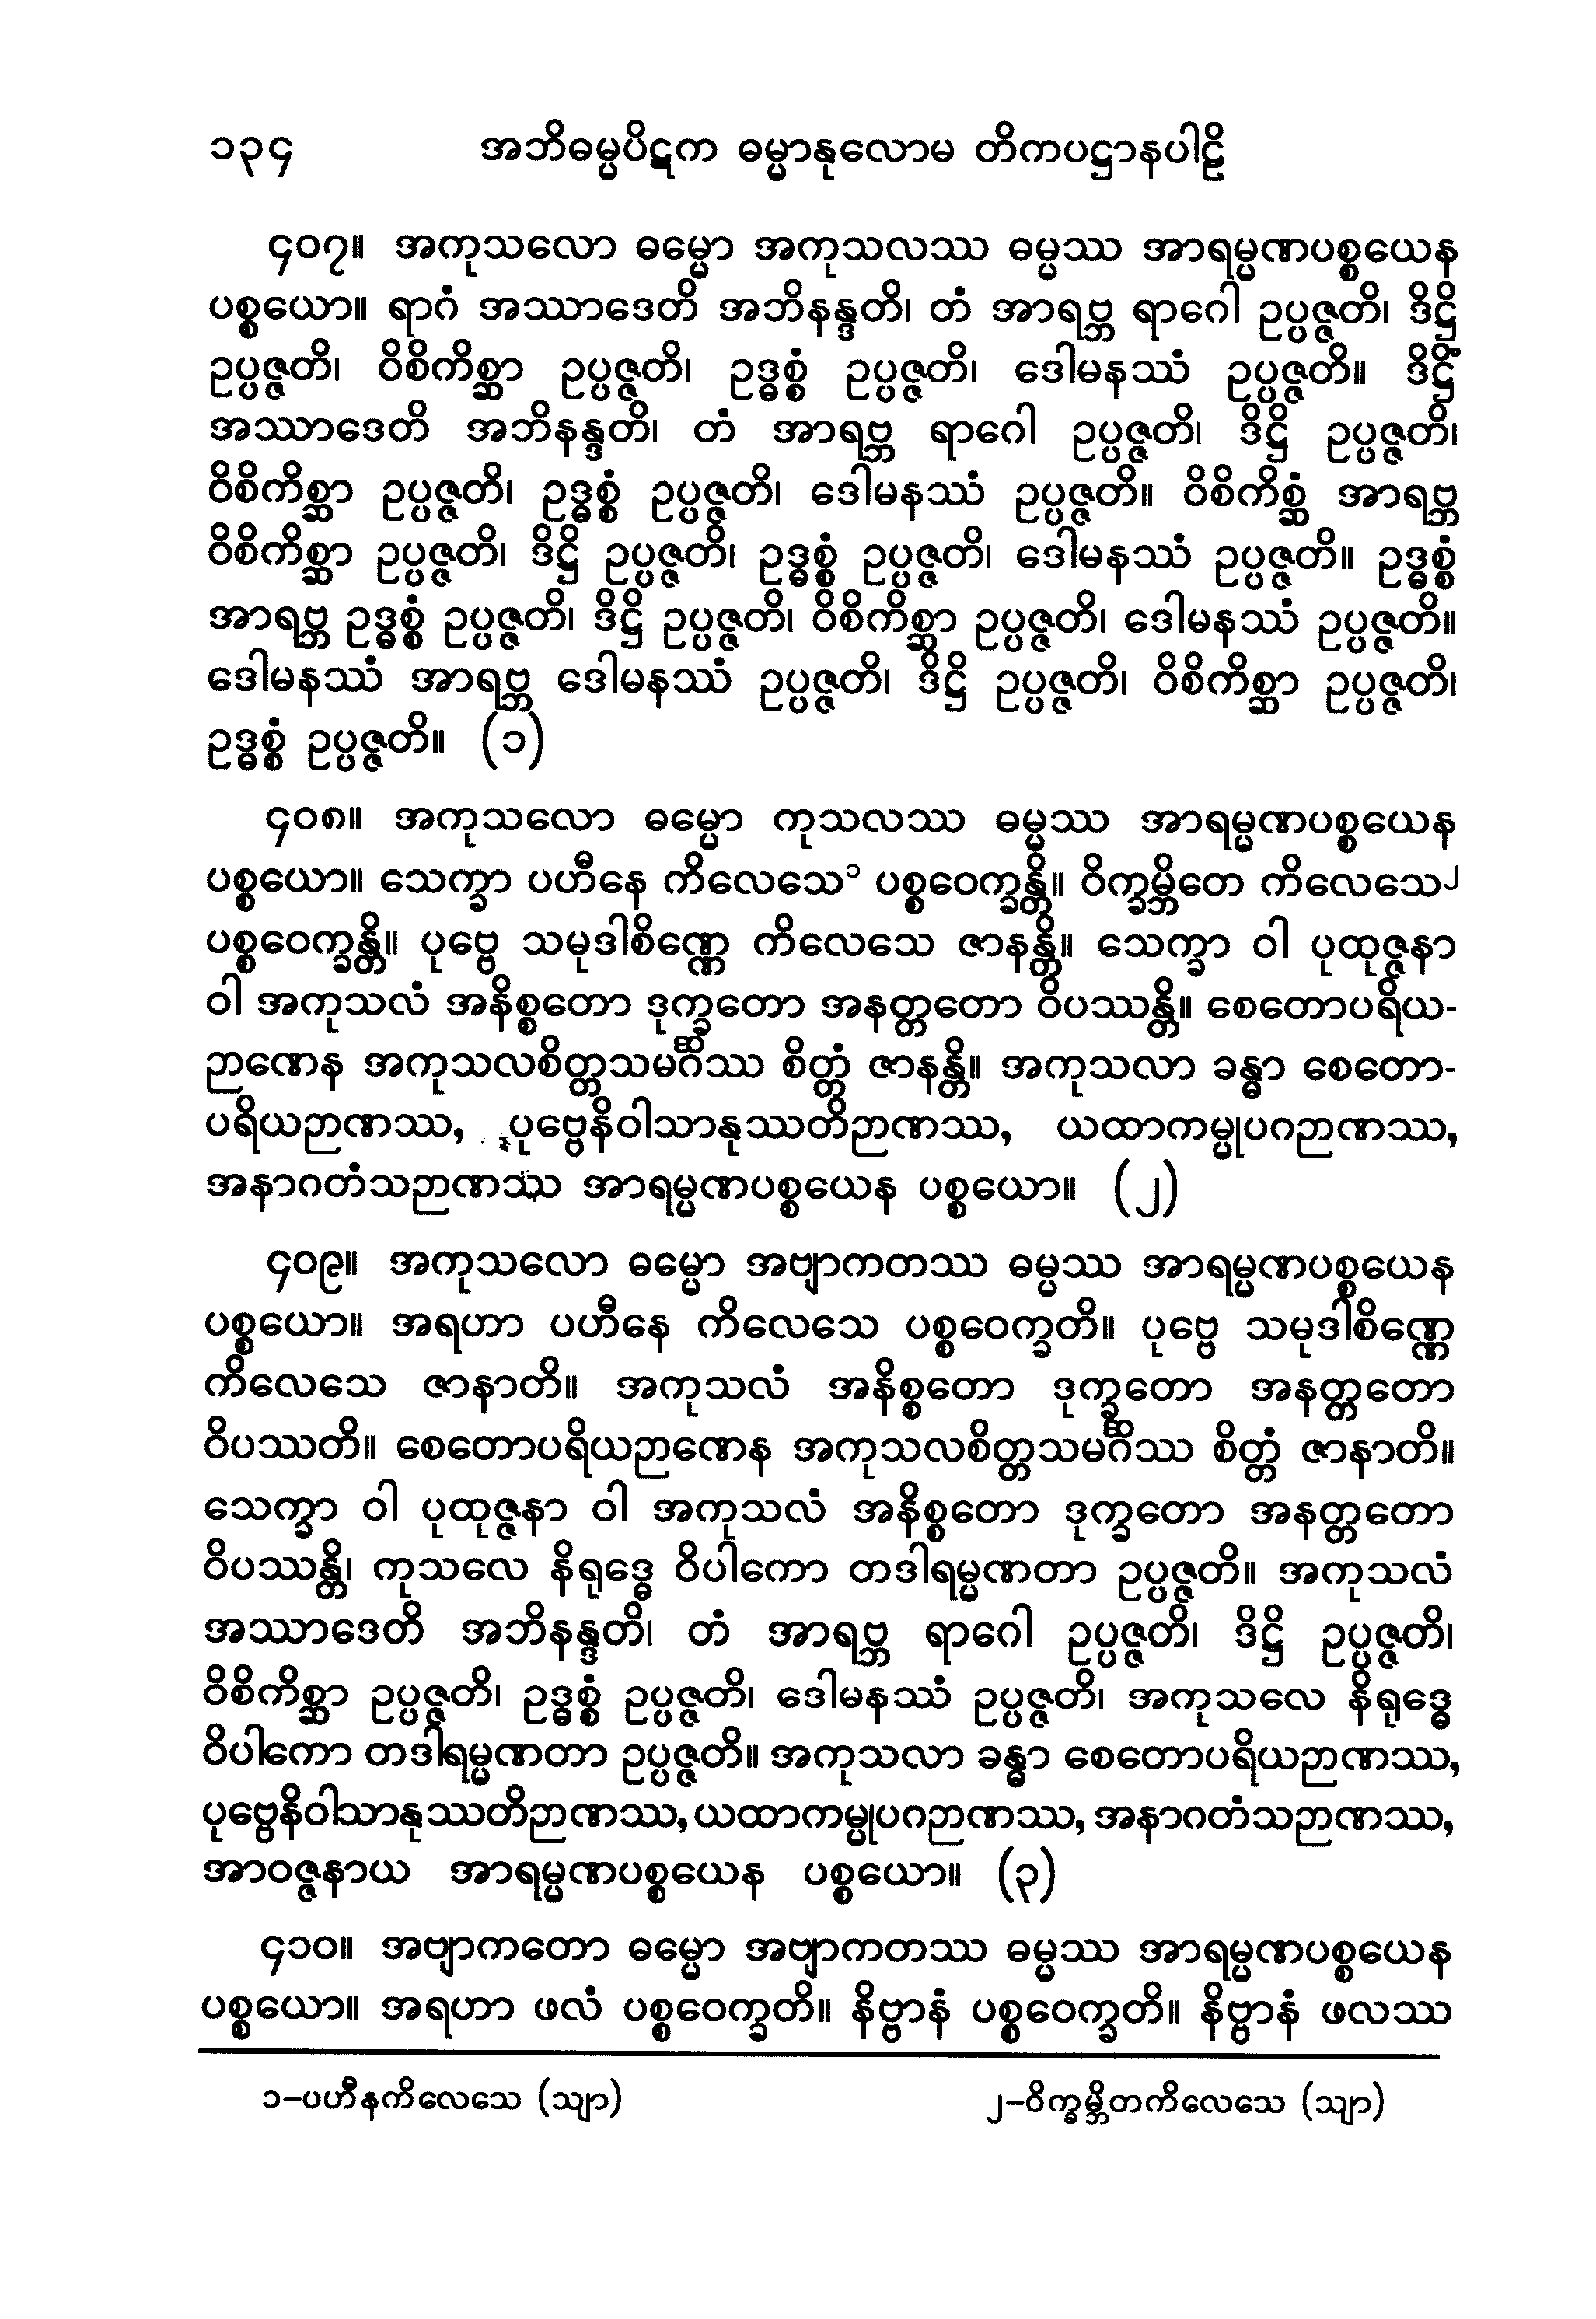 ၁၃၄ အဘိဓမ္မပိဋက ဓမ္မာနုလောမ တိကပဋ္ဌာနပါဠိ
၄၀၇။ အကုသလော ဓမ္မော အကုသလဿ ဓမ္မဿ အာရမ္မဏပစ္စယေန
ပစ္စယော။ ရာဂံ အဿာဒေတိ အဘိနန္ဒတိ၊ တံ အာရဗ္ဘ ရာဂေါ ဥပ္ပဇ္ဇတိ၊ ဒိဋ္ဌိ
ဥပ္ပဇ္ဇတိ၊ ဝိစိကိစ္ဆာ ဥပ္ပဇ္ဇတိ၊ ဥဒ္ဓစ္စံ ဥပ္ပဇ္ဇတိ၊ ဒေါမနဿံ ဥပ္ပဇ္ဇတိ။ ဒိဋ္ဌိံ
အဿာဒေတိ အဘိနန္ဒတိ၊ တံ အာရဗ္ဘ ရာဂေါ ဥပ္ပဇ္ဇတိ၊ ဒိဋ္ဌိ ဥပ္ပဇ္ဇတိ၊
ဝိစိကိစ္ဆာ ဥပ္ပဇ္ဇတိ၊ ဥဒ္ဓစ္စံ ဥပ္ပဇ္ဇတိ၊ ဒေါမနဿံ ဥပ္ပဇ္ဇတိ။ ဝိစိကိစ္ဆံ အာရဗ္ဘ
ဝိစိကိစ္ဆာ ဥပ္ပဇ္ဇတိ၊ ဒိဋ္ဌိ ဥပ္ပဇ္ဇတိ၊ ဥဒ္ဓစ္စံ ဥပ္ပဇ္ဇတိ၊ ဒေါမနဿံ ဥပ္ပဇ္ဇတိ။ ဥဒ္ဓစ္စံ
အာရဗ္ဘ ဥဒ္ဓစ္စံ ဥပ္ပဇ္ဇတိ၊ ဒိဋ္ဌိ ဥပ္ပဇ္ဇတိ၊ ဝိစိကိစ္ဆာ ဥပ္ပဇ္ဇတိ၊ ဒေါမနဿံ ဥပ္ပဇ္ဇတိ။
ဒေါမနဿံ အာရဗ္ဘ ဒေါမနဿံ ဥပ္ပဇ္ဇတိ၊ ဒိဋ္ဌိ ဥပ္ပဇ္ဇတိ၊ ဝိစိကိစ္ဆာ ဥပ္ပဇ္ဇတိ၊
ဥဒ္ဓစ္စံ ဥပ္ပဇ္ဇတိ။ (၁)
၄၀၈။ အကုသလော ဓမ္မော ကုသလဿ ဓမ္မဿ အာရမ္မဏပစ္စယေန
ပစ္စယော။ သေက္ခာ ပဟီနေ ကိလေသေ၁ ပစ္စဝေက္ခန္တိ။ ဝိက္ခမ္ဘိတေ ကိလေသေ၂
ပစ္စဝေက္ခန္တိ။ ပုဗ္ဗေ သမုဒါစိဏ္ဏေ ကိလေသေ ဇာနန္တိ။ သေက္ခာ ဝါ ပုထုဇ္ဇနာ
ဝါ အကုသလံ အနိစ္စတော ဒုက္ခတော အနတ္တတော ဝိပဿန္တိ။ စေတောပရိယ-
ဉာဏေန အကုသလစိတ္တသမင်္ဂိဿ စိတ္တံ ဇာနန္တိ။ အကုသလာ ခန္ဓာ စေတော-
ပရိယဉာဏဿ, ပုဗ္ဗေနိဝါသာနုဿတိဉာဏဿ, ယထာကမ္မုပဂဉာဏဿ,
အနာဂတံသဉာဏဿ အာရမ္မဏပစ္စယေန ပစ္စယော။ (၂)
၄၀၉။ အကုသလော ဓမ္မော အဗျာကတဿ ဓမ္မဿ အာရမ္မဏပစ္စယေန
ပစ္စယော။ အရဟာ ပဟီနေ ကိလေသေ ပစ္စဝေက္ခတိ။ ပုဗ္ဗေ သမုဒါစိဏ္ဏေ
ကိလေသေ ဇာနာတိ။ အကုသလံ အနိစ္စတော ဒုက္ခတော အနတ္တတော
ဝိပဿတိ။ စေတောပရိယဉာဏေန အကုသလစိတ္တသမင်္ဂိဿ စိတ္တံ ဇာနာတိ။
သေက္ခာ ဝါ ပုထုဇ္ဇနာ ဝါ အကုသလံ အနိစ္စတော ဒုက္ခတော အနတ္တတော
ဝိပဿန္တိ၊ ကုသလေ နိရုဒ္ဓေ ဝိပါကော တဒါရမ္မဏတာ ဥပ္ပဇ္ဇတိ။ အကုသလံ
အဿာဒေတိ အဘိနန္ဒတိ၊ တံ အာရဗ္ဘ ရာဂေါ ဥပ္ပဇ္ဇတိ၊ ဒိဋ္ဌိ ဥပ္ပဇ္ဇတိ၊
ဝိစိကိစ္ဆာ ဥပ္ပဇ္ဇတိ၊ ဥဒ္ဓစ္စံ ဥပ္ပဇ္ဇတိ၊ ဒေါမနဿံ ဥပ္ပဇ္ဇတိ၊ အကုသလေ နိရုဒ္ဓေ
ဝိပါကော တဒါရမ္မဏတာ ဥပ္ပဇ္ဇတိ။ အကုသလာ ခန္ဓာ စေတောပရိယဉာဏဿ,
ပုဗ္ဗေနိဝါသာနုဿတိဉာဏဿ, ယထာကမ္မုပဂဉာဏဿ, အနာဂတံသဉာဏဿ,
အာဝဇ္ဇနာယ အာရမ္မဏပစ္စယေန ပစ္စယော။ (၃)
၄၁၀။ အဗျာကတော ဓမ္မော အဗျာကတဿ ဓမ္မဿ အာရမ္မဏပစ္စယေန
ပစ္စယော။ အရဟာ ဖလံ ပစ္စဝေက္ခတိ။ နိဗ္ဗာနံ ပစ္စဝေက္ခတိ။ နိဗ္ဗာနံ ဖလဿ
၁-ပဟီနကိလေသေ (သျာ) ၂-ဝိက္ခမ္ဘိတကိလေသေ (သျာ)